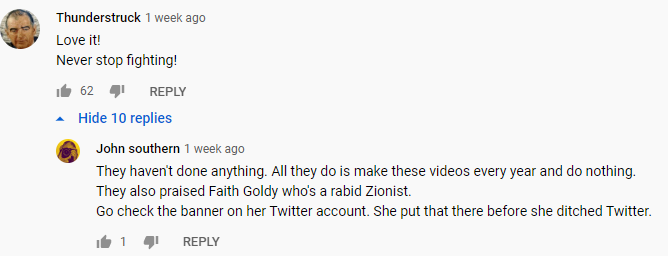 Thunderstruck 1 week ago
Love it!
Never stop fighting!
62 REPLY
Hide 10 replies
John southern 1 week ago
They haven't done anything. All they do is make these videos every year and do nothing.
They also praised Faith Goldy who's a rabid Zionist.
Go check the banner on her Twitter account. She put that there before she ditched Twitter.
1 REPLY